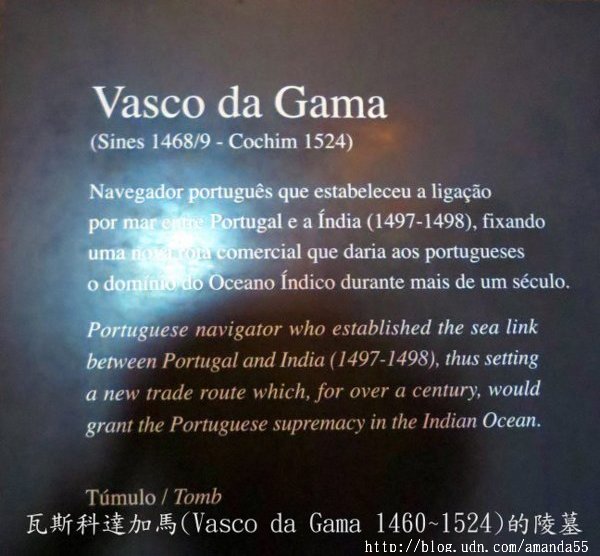 Vasco da Gama
(Sines 1468/9 - Cochim 1524)
Navegador português que estabeleceu a ligação
por mar entre Portugal e a Índia (1497-1498), fixando
uma nova rota comercial que daria aos portugueses
o domínio do Oceano Índico durante mais de um século.
Portuguese navigator who established the sea link
between Portugal and India (1497-1498), thus setting
a new trade route which, for over a century, would
grant the Portuguese supremacy in the Indian Ocean.
Túmulo / Tomb
瓦斯科達加馬(Vasco da Gama 1460~1524)的陵墓
http://blog.udn.com/amanda55